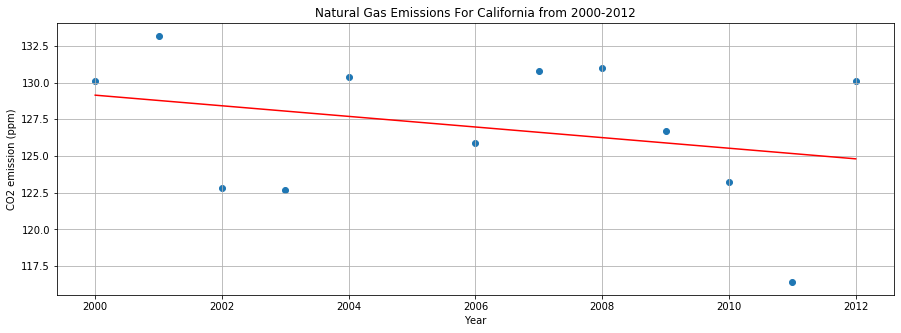 Natural Gas Emissions For California from 2000-2012
132.5
130.0
127.5
125.0
122.5
120.0
117.5
CO2 emission (ppm)
2000 2002 2004 2006 2008 2010 2012
Year